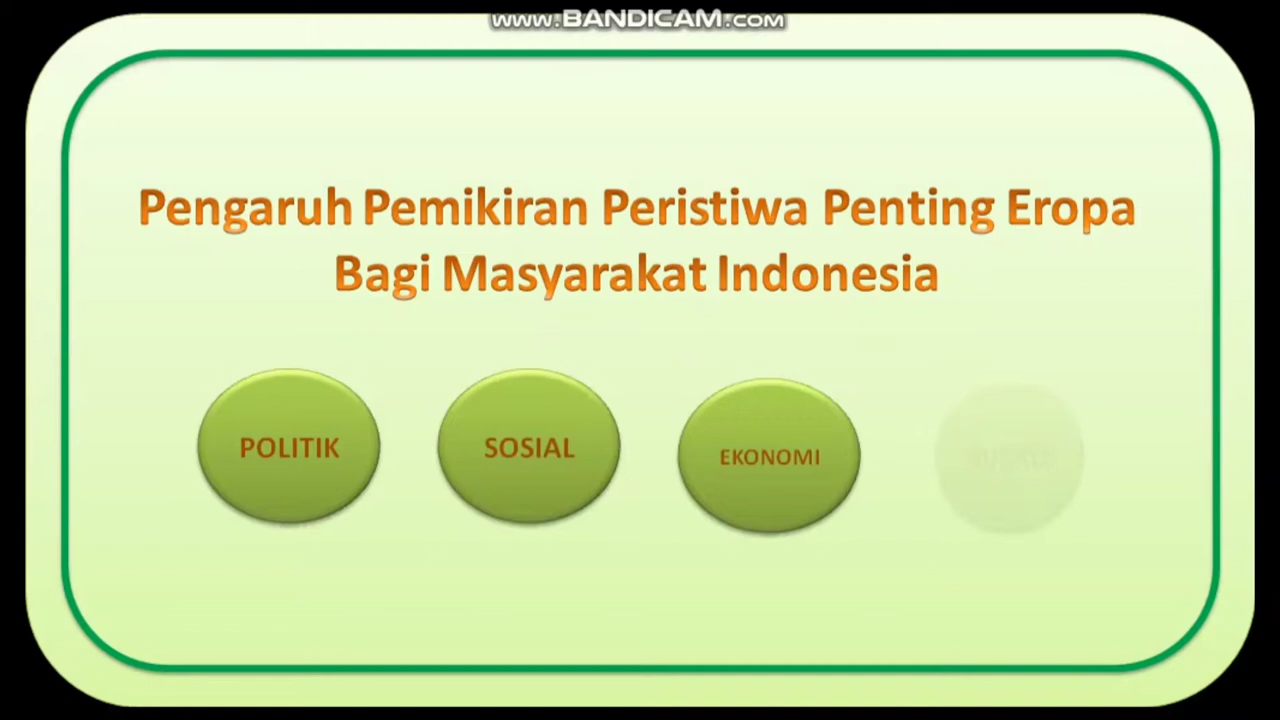 www.BANDICAM.com
Pengaruh Pemikiran Peristiwa Penting Eropa
Bagi Masyarakat Indonesia
POLITIK
SOSIAL
EKONOMI